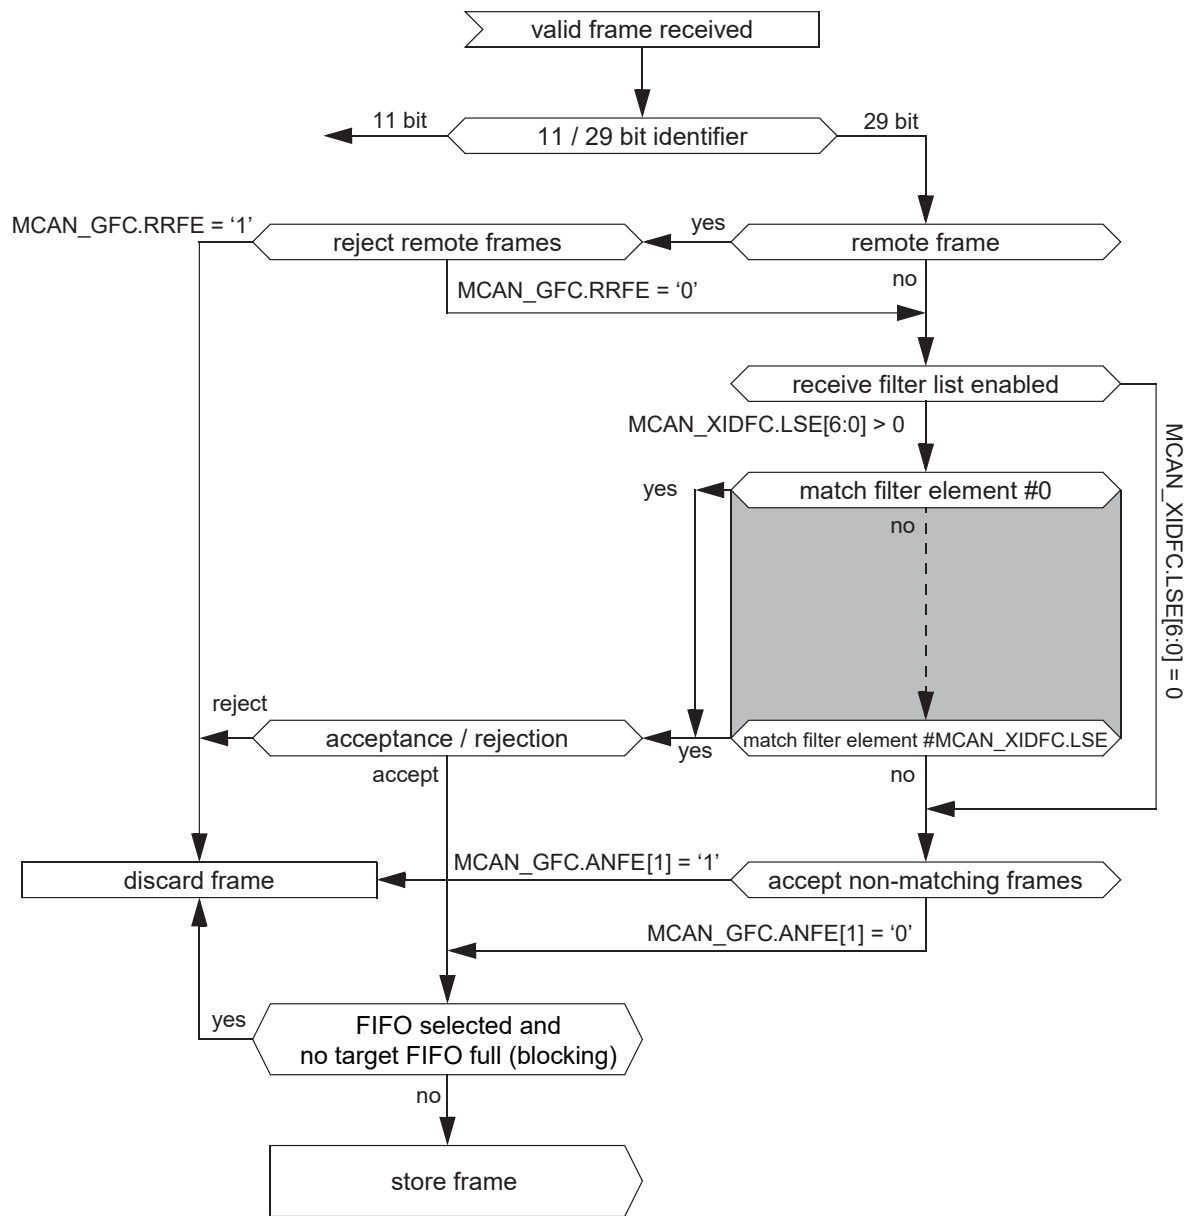 valid frame received
11 bit
11 / 29 bit identifier
29 bit
MCAN_GFC.RRFE = ‘1’
reject remote frames
yes
remote frame
no
MCAN_GFC.RRFE = ‘0’
receive filter list enabled
MCAN_XIDFC.LSE[6:0] > 0
MCAN_XIDFC.LSE[6:0] = 0
yes
match filter element #0
no
reject
acceptance / rejection
yes
match filter element #MCAN_XIDFC.LSE
accept
no
discard frame
MCAN_GFC.ANFE[1] = ‘1’
accept non-matching frames
MCAN_GFC.ANFE[1] = ‘0’
yes
FIFO selected and
no target FIFO full (blocking)
no
store frame